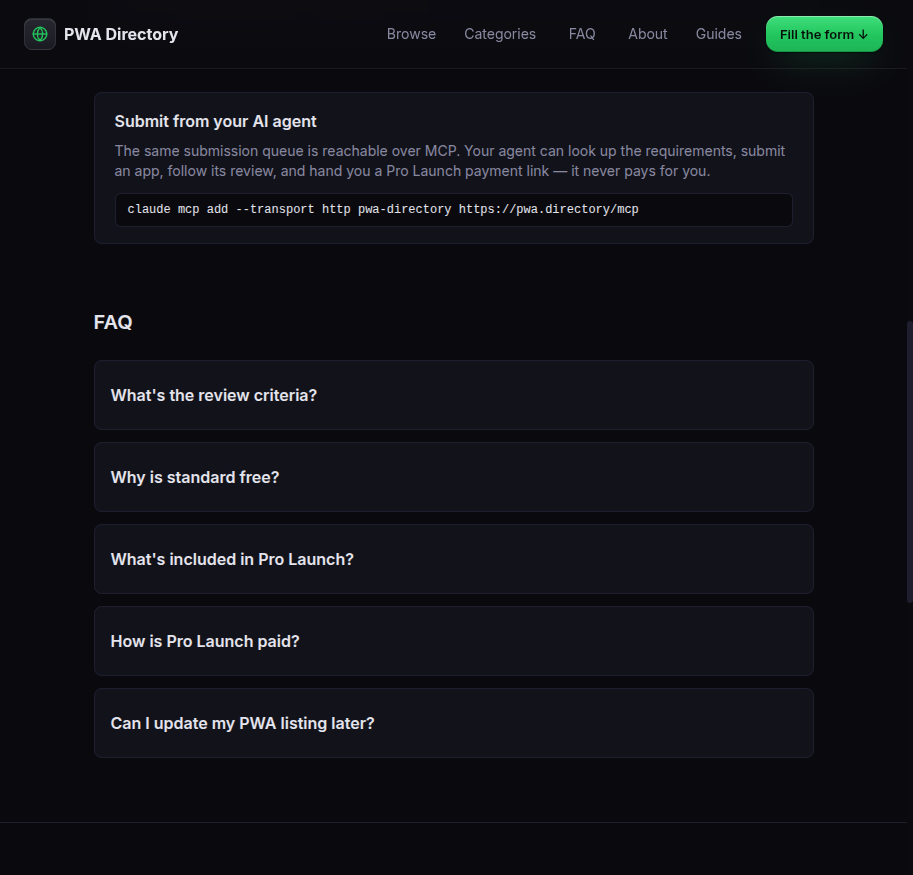 PWA Directory
Browse
Categories
FAQ
About
Guides
Fill the form ↓
Submit from your AI agent
The same submission queue is reachable over MCP. Your agent can look up the requirements, submit
an app, follow its review, and hand you a Pro Launch payment link — it never pays for you.
claude mcp add --transport http pwa-directory https://pwa.directory/mcp
FAQ
What's the review criteria?
Why is standard free?
What's included in Pro Launch?
How is Pro Launch paid?
Can I update my PWA listing later?